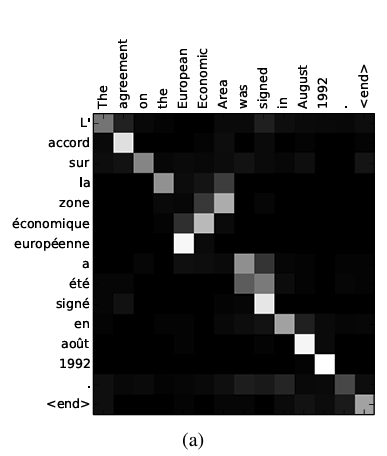 The
agreement
on
the
European
Economic
Area
was
signed
in
August
1992
.
<end>
L'
accord
sur
la
zone
économique
européenne
a
été
signé
en
août
1992
.
<end>
(a)